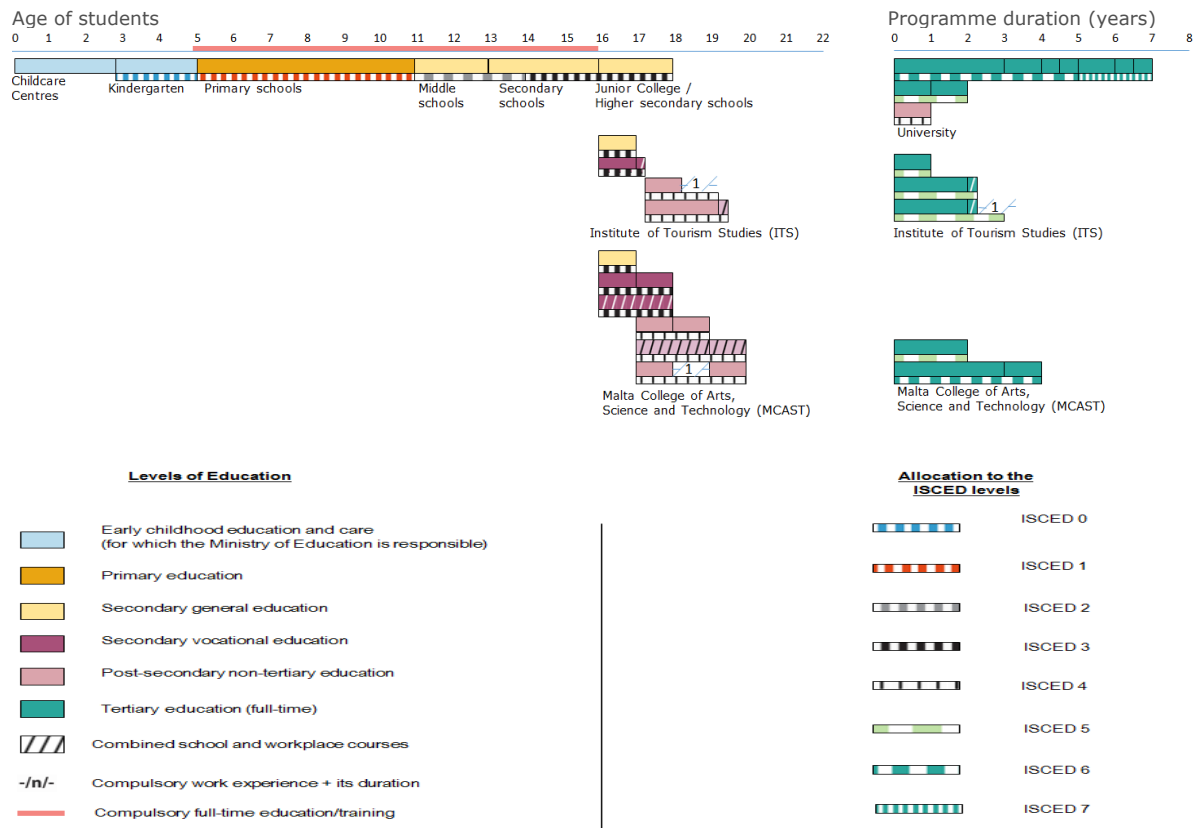 Age of students
Programme duration (years)
0 1 2 3 4 5 6 7 8 9 10 11 12 13 14 15 16 17 18 19 20 21 22
0 1 2 3 4 5 6 7 8
Childcare
Centres
Kindergarten
Primary schools
Middle
schools
Secondary
schools
Junior College /
Higher secondary schools
University
1
Institute of Tourism Studies (ITS)
1
Institute of Tourism Studies (ITS)
1
Malta College of Arts,
Science and Technology (MCAST)
Malta College of Arts,
Science and Technology (MCAST)
Levels of Education
Early childhood education and care
(for which the Ministry of Education is responsible)
Primary education
Secondary general education
Secondary vocational education
Post-secondary non-tertiary education
Tertiary education (full-time)
Combined school and workplace courses
-/n/- Compulsory work experience + its duration
Compulsory full-time education/training
Allocation to the
ISCED levels
ISCED 0
ISCED 1
ISCED 2
ISCED 3
ISCED 4
ISCED 5
ISCED 6
ISCED 7